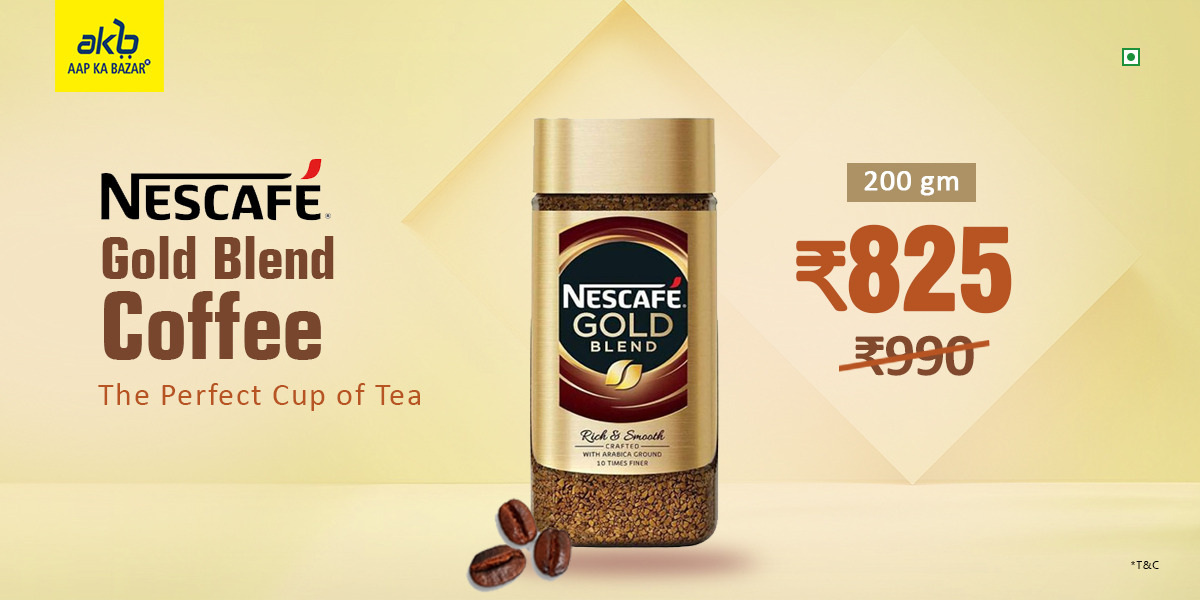 akb
AAP KA BAZAR
NESCAFÉ®
Gold Blend
Coffee
The Perfect Cup of Tea
NESCAFÉ.
GOLD
BLEND
Rich & Smooth
CRAFTED
WITH ARABICA GROUND
10 TIMES FINER
200 gm
₹825
₹990
*T&C